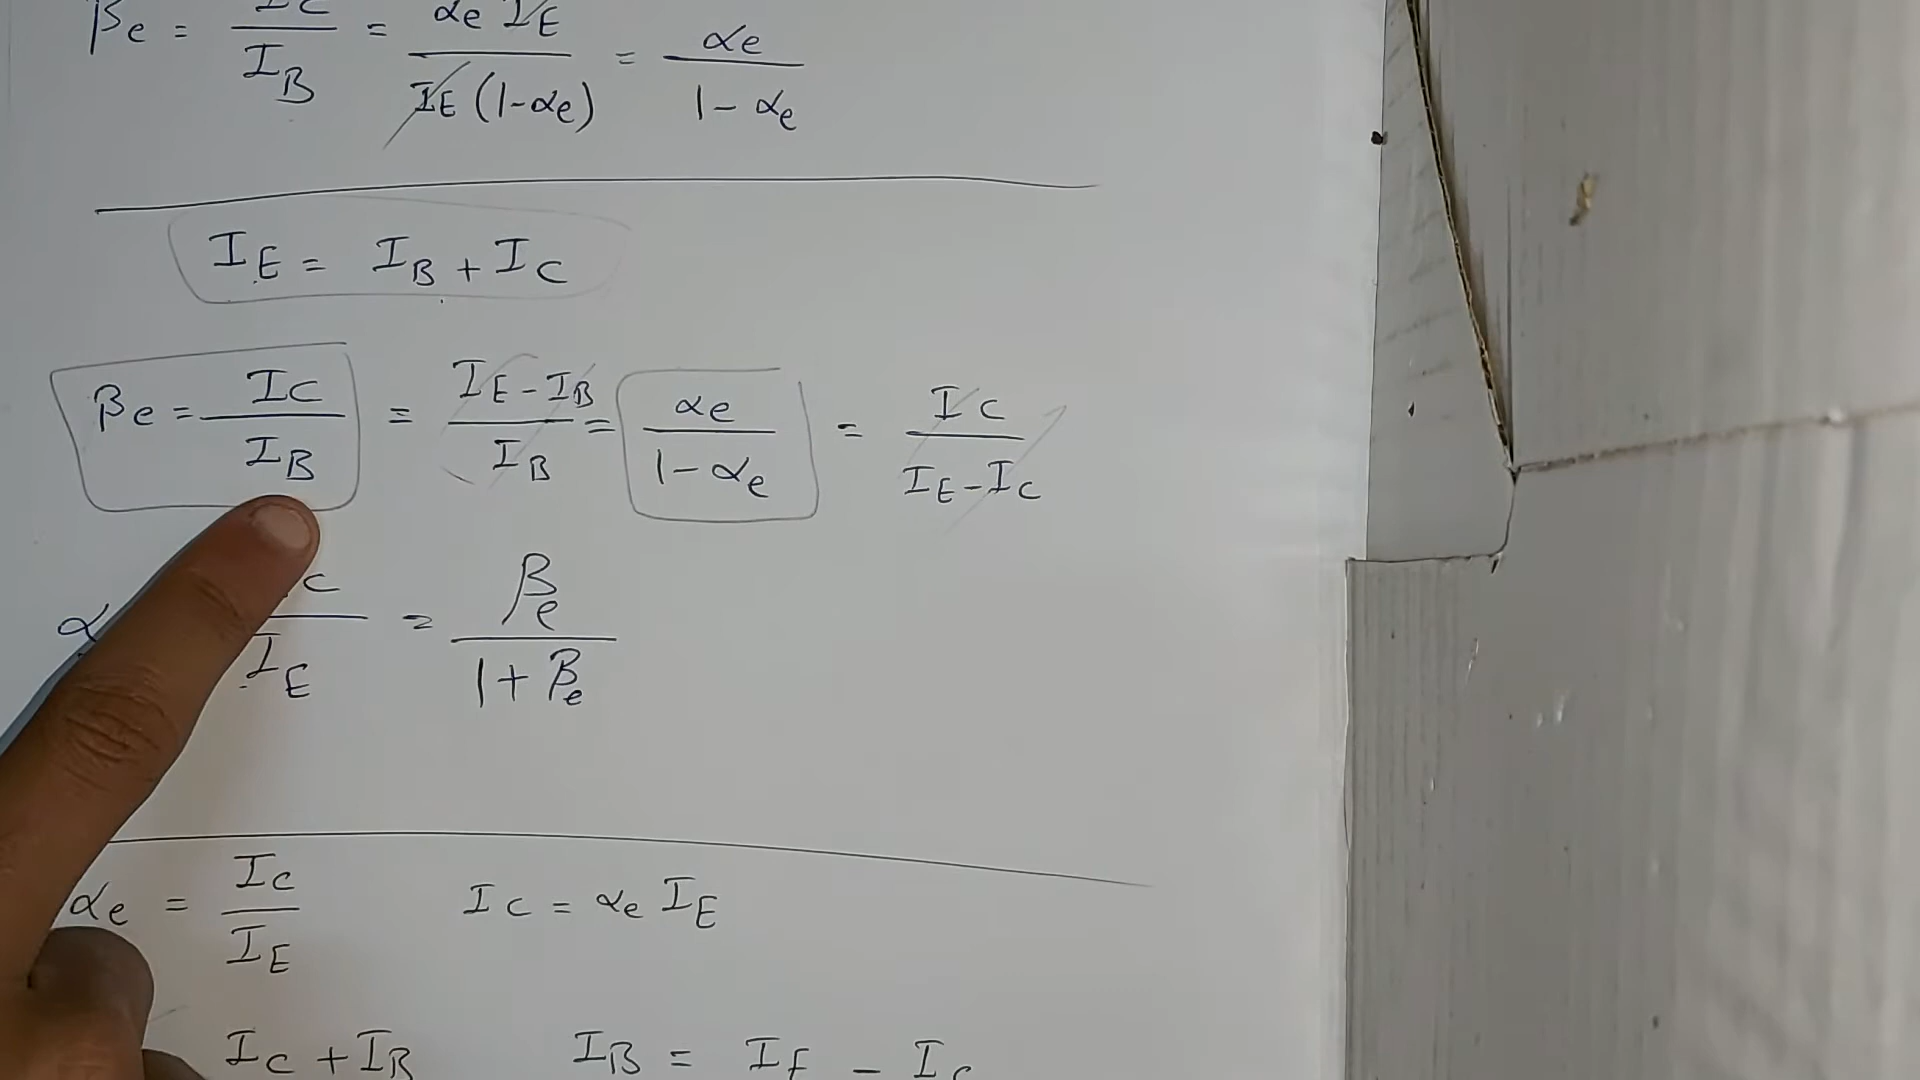 βe = IC / IB = αe IE / IE (1-αe) = αe / 1 - αe
IE = IB + IC
βe = IC / IB = IE - IB / IB = αe / 1 - αe = IC / IE - IC
α C / IE = βe / 1 + βe
αe = IC / IE IC = αe IE
IC + IB IB = IE - IC